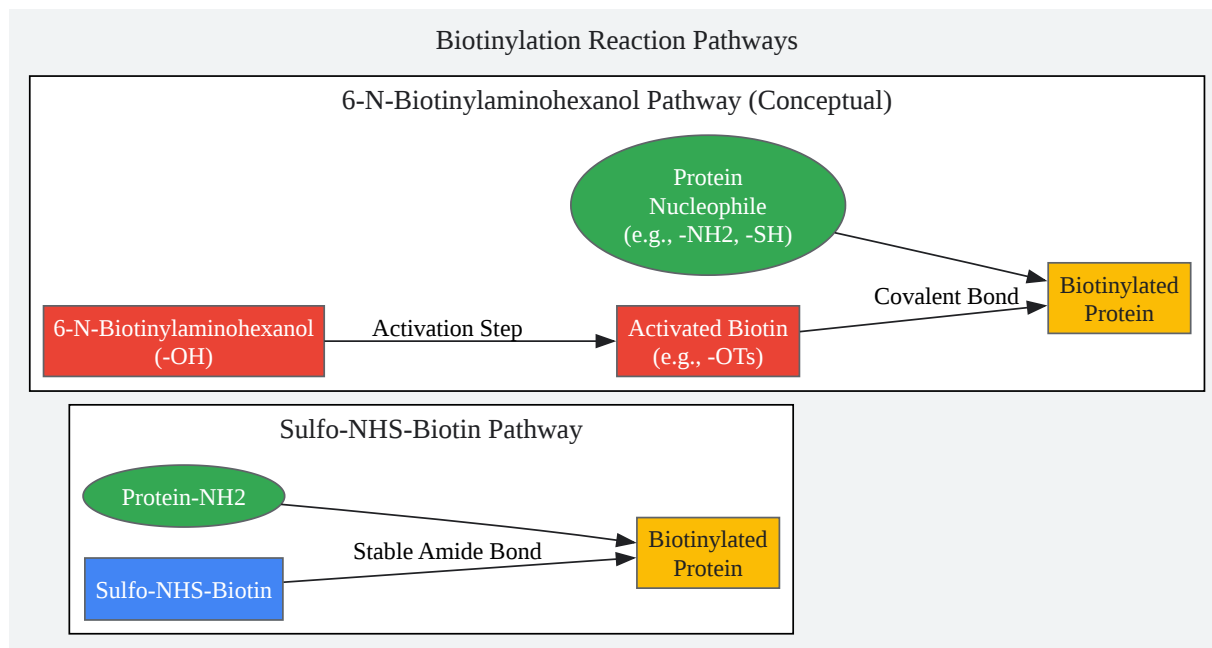 Biotinylation Reaction Pathways
6-N-Biotinylaminohexanol Pathway (Conceptual)
Protein
Nucleophile
(e.g., -NH2, -SH)
6-N-Biotinylaminohexanol
(-OH)
Activation Step
Activated Biotin
(e.g., -OTs)
Covalent Bond
Biotinylated
Protein
Sulfo-NHS-Biotin Pathway
Protein-NH2
Sulfo-NHS-Biotin
Stable Amide Bond
Biotinylated
Protein